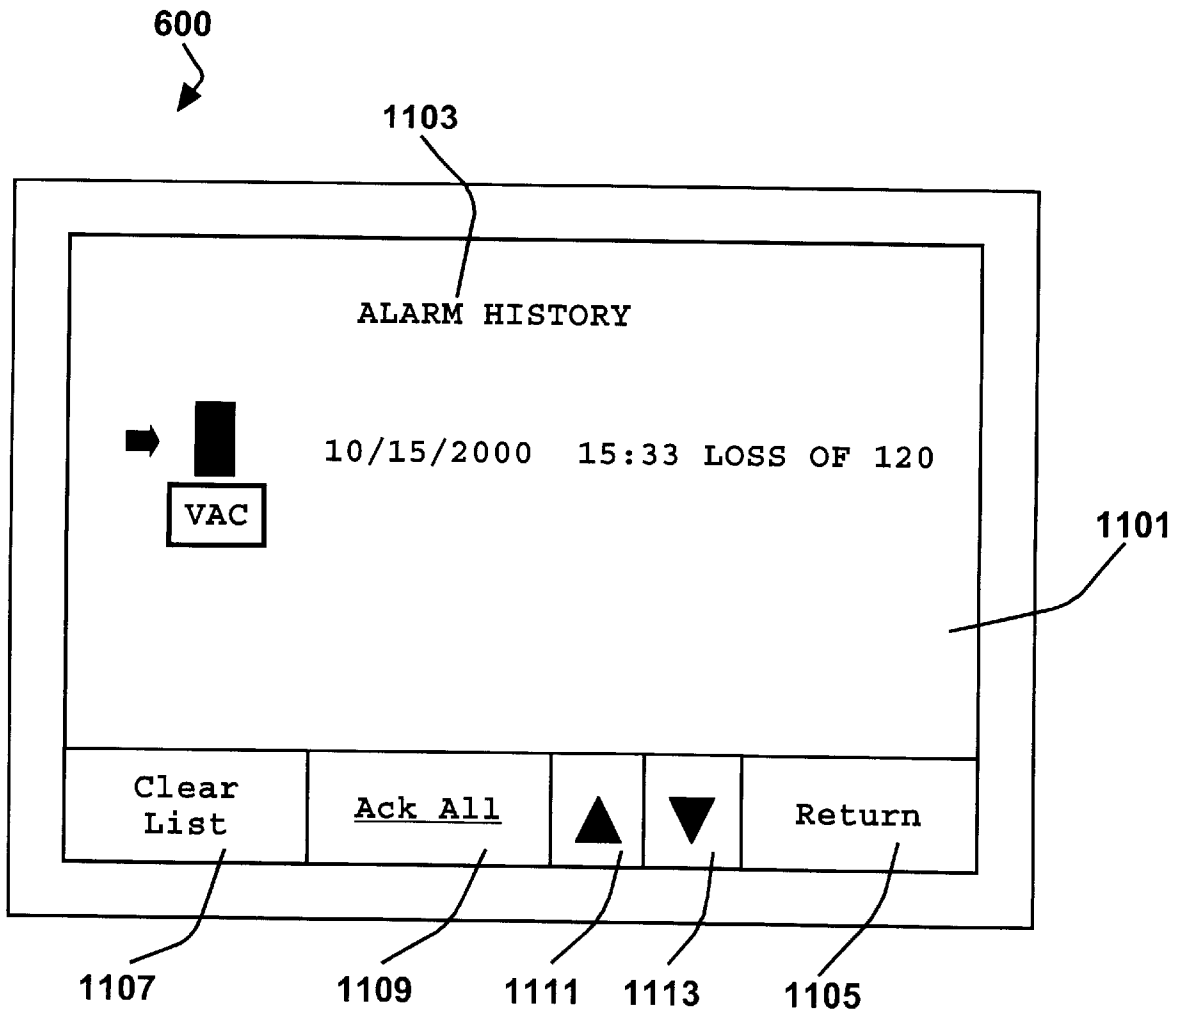 600
1103
ALARM HISTORY
10/15/2000 15:33 LOSS OF 120
VAC
1101
Clear
List
Ack All
Return
1107
1109
1111
1113
1105